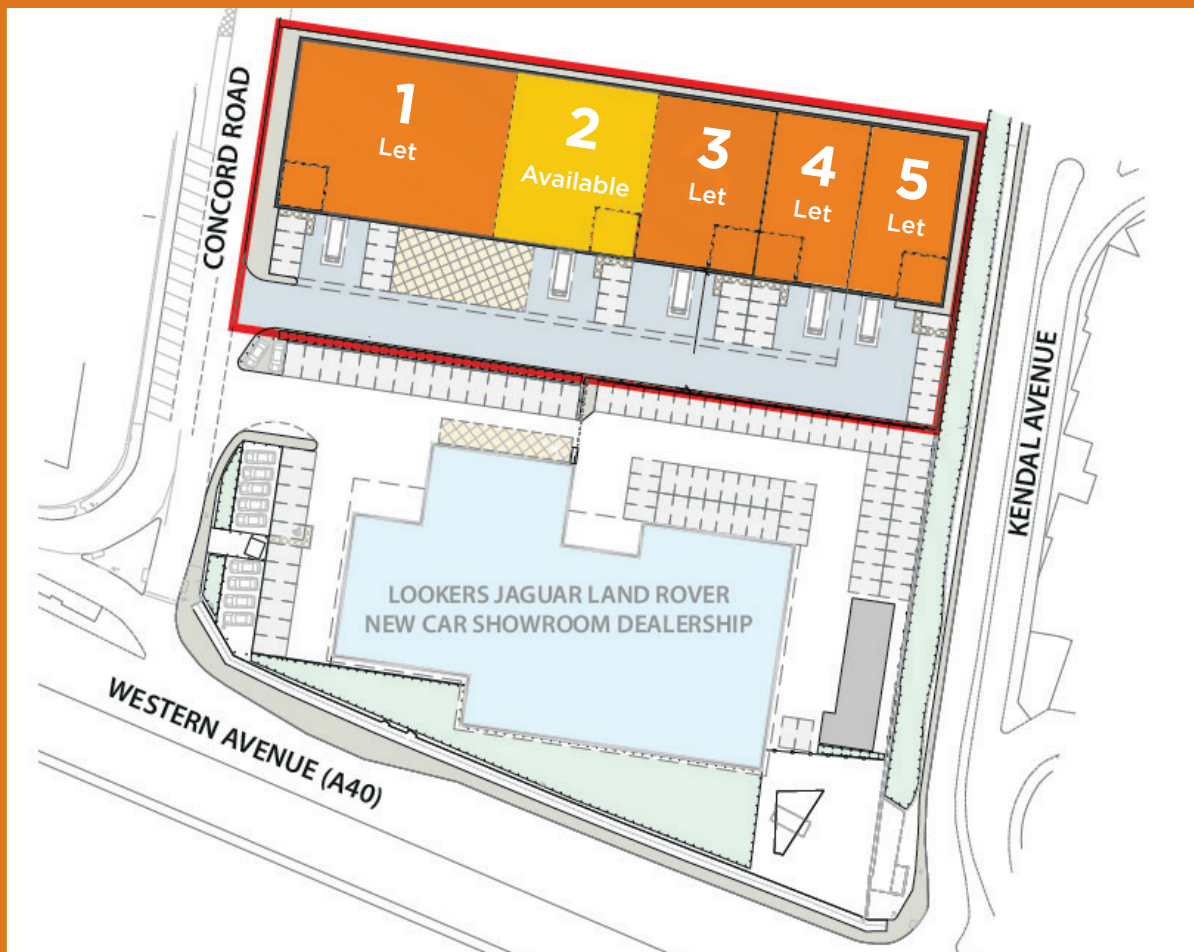 1
Let
2
Available
3
Let
4
Let
5
Let
CONCORD ROAD
KENDAL AVENUE
LOOKERS JAGUAR LAND ROVER
NEW CAR SHOWROOM DEALERSHIP
WESTERN AVENUE (A40)